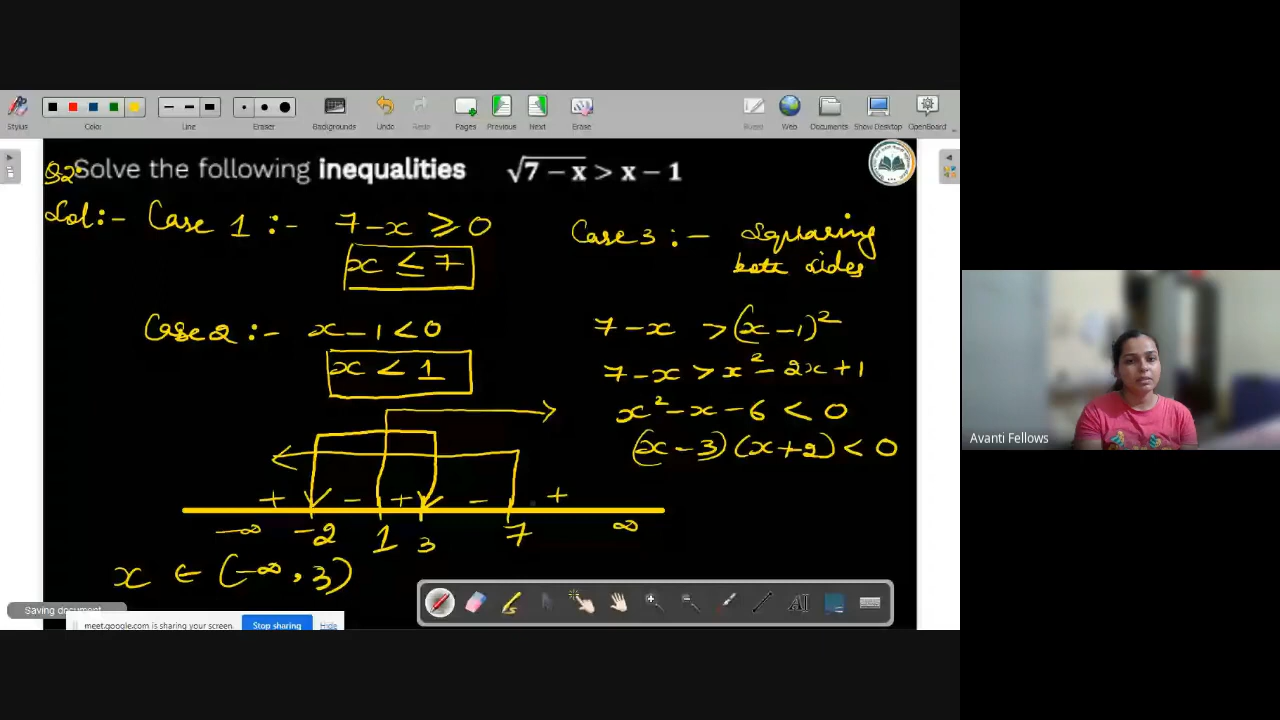 Stylus
Color
Line
Eraser
Backgrounds
Undo
Redo
Pages
Previous
Next
Erase
Board
Web
Documents
Show Desktop
OpenBoard
Q2. Solve the following inequalities √7 − x > x − 1
Sol:- Case 1 :- 7-x ≥ 0
x ≤ 7
Case 2 :- x-1 < 0
x < 1
Case 3 :- Squaring
both sides
7-x > (x-1)²
7-x > x² - 2x + 1
x² - x - 6 < 0
(x-3)(x+2) < 0
+ - + - +
-∞ -2 1 3 7 ∞
x ∈ (-∞, 3)
Saving document
meet.google.com is sharing your screen.
Stop sharing
Hide
Avanti Fellows